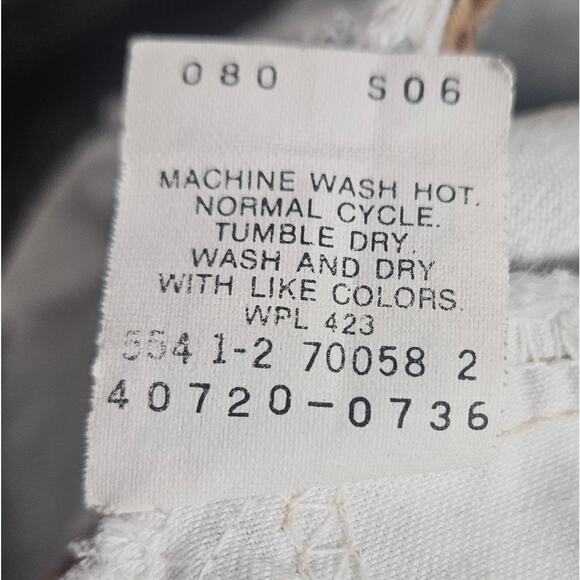 080 S06
MACHINE WASH HOT.
NORMAL CYCLE.
TUMBLE DRY.
WASH AND DRY
WITH LIKE COLORS.
WPL 423
554 1-2 70058 2
40720-0736